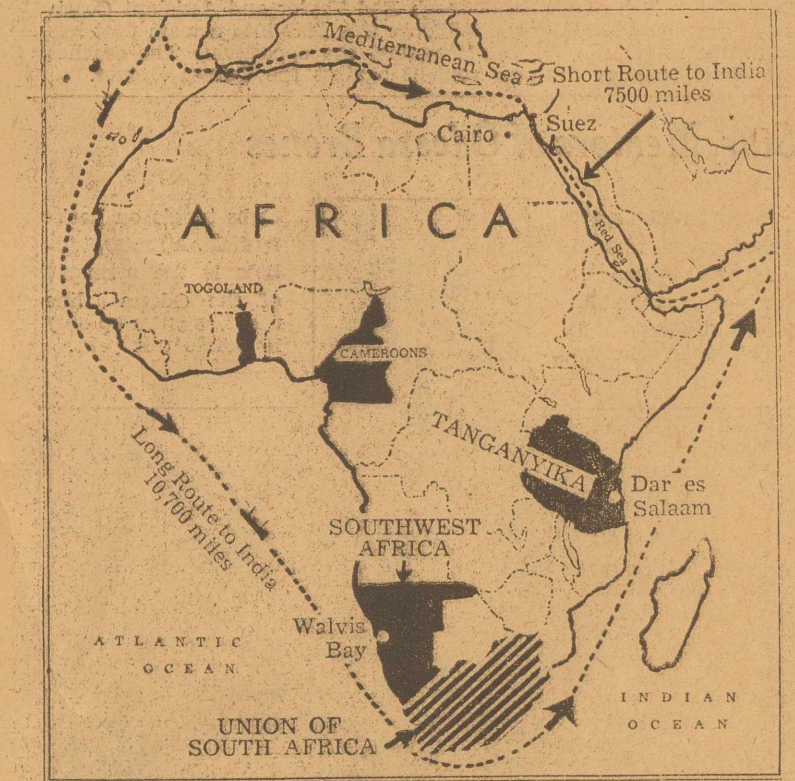 Mediterranean Sea
Short Route to India
7500 miles
Cairo
Suez
AFRICA
Red Sea
TOGOLAND
CAMEROONS
TANGANYIKA
Dar es
Salaam
Long Route to India
10,700 miles
SOUTHWEST
AFRICA
Walvis
Bay
ATLANTIC
OCEAN
INDIAN
OCEAN
UNION OF
SOUTH AFRICA